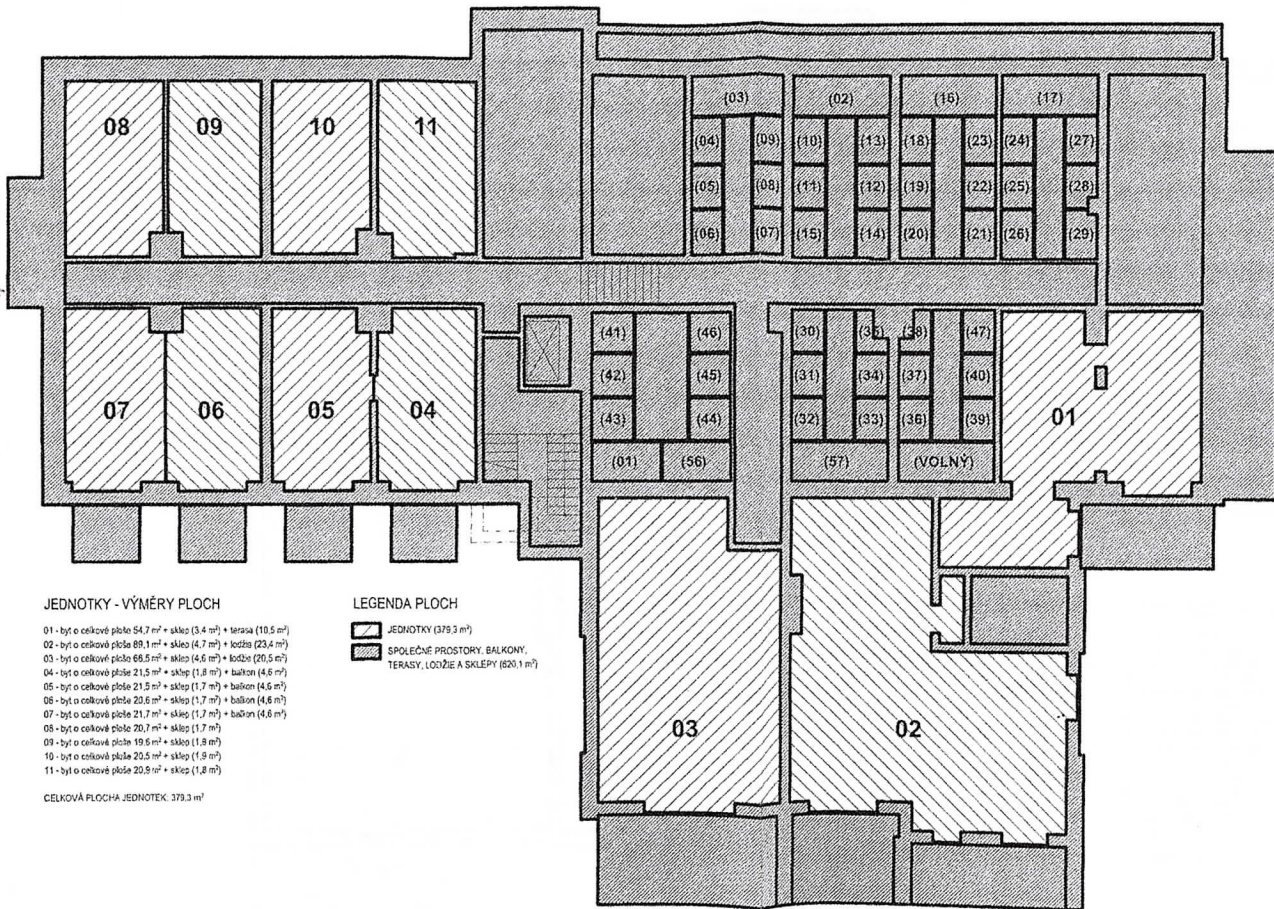 (03) (02) (16) (17)
08 09 10 11
(04) (09) (10) (13) (18) (23) (24) (27)
(05) (08) (11) (12) (19) (22) (25) (28)
(06) (07) (15) (14) (20) (21) (26) (29)
(41) (46) (30) (35) (38) (47)
(42) (45) (31) (34) (37) (40)
07 06 05 04 01
(43) (44) (32) (33) (36) (39)
(01) (56) (57) (VOLNÝ)
03 02
JEDNOTKY - VÝMĚRY PLOCH
01 - byt o celkové ploše 54,7 m² + sklep (3,4 m²) + terasa (10,5 m²)
02 - byt o celkové ploše 89,1 m² + sklep (4,7 m²) + lodžie (23,4 m²)
03 - byt o celkové ploše 68,5 m² + sklep (4,6 m²) + lodžie (20,5 m²)
04 - byt o celkové ploše 21,5 m² + sklep (1,8 m²) + balkon (4,6 m²)
05 - byt o celkové ploše 21,5 m² + sklep (1,7 m²) + balkon (4,6 m²)
06 - byt o celkové ploše 20,6 m² + sklep (1,7 m²) + balkon (4,6 m²)
07 - byt o celkové ploše 21,7 m² + sklep (1,7 m²) + balkon (4,6 m²)
08 - byt o celkové ploše 20,7 m² + sklep (1,7 m²)
09 - byt o celkové ploše 19,6 m² + sklep (1,8 m²)
10 - byt o celkové ploše 20,5 m² + sklep (1,9 m²)
11 - byt o celkové ploše 20,9 m² + sklep (1,8 m²)
CELKOVÁ PLOCHA JEDNOTEK: 379,3 m²
LEGENDA PLOCH
JEDNOTKY (379,3 m²)
SPOLEČNÉ PROSTORY, BALKONY,
TERASY, LODŽIE A SKLEPY (620,1 m²)